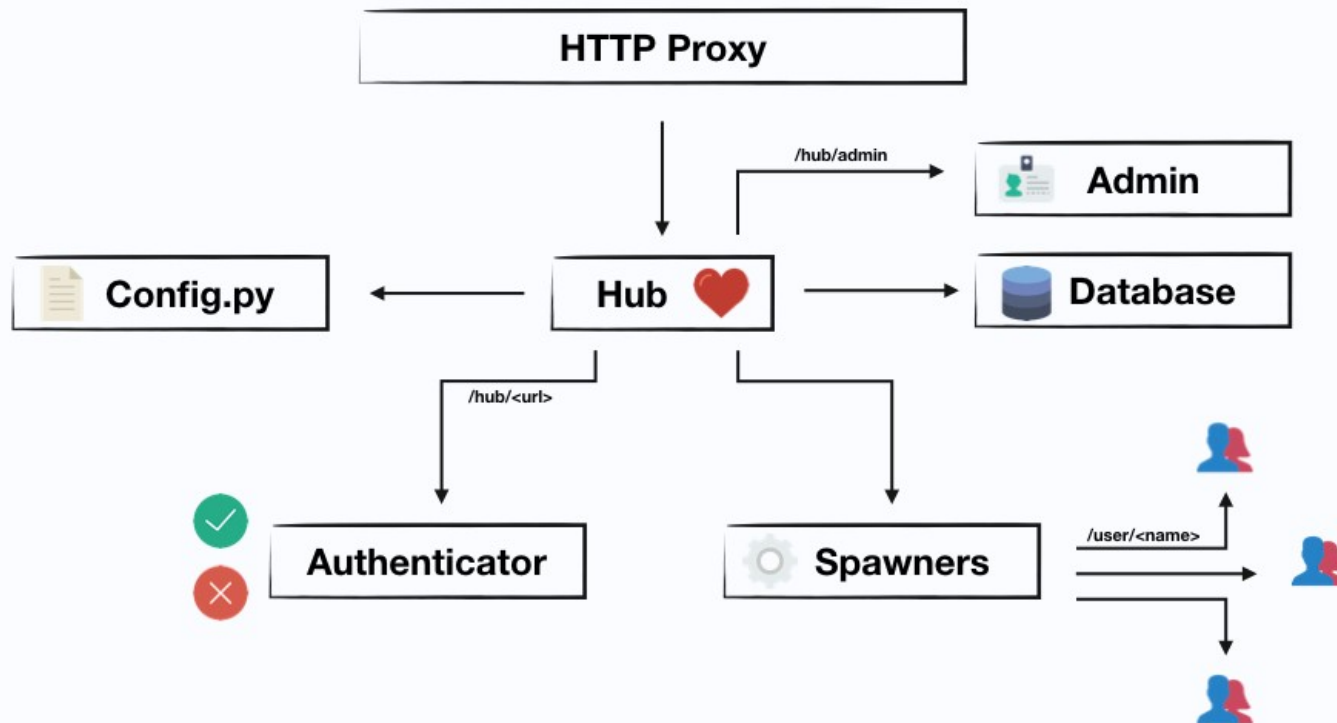 HTTP Proxy
/hub/admin
Admin
Config.py
Hub
Database
/hub/<url>
Authenticator
Spawners
/user/<name>